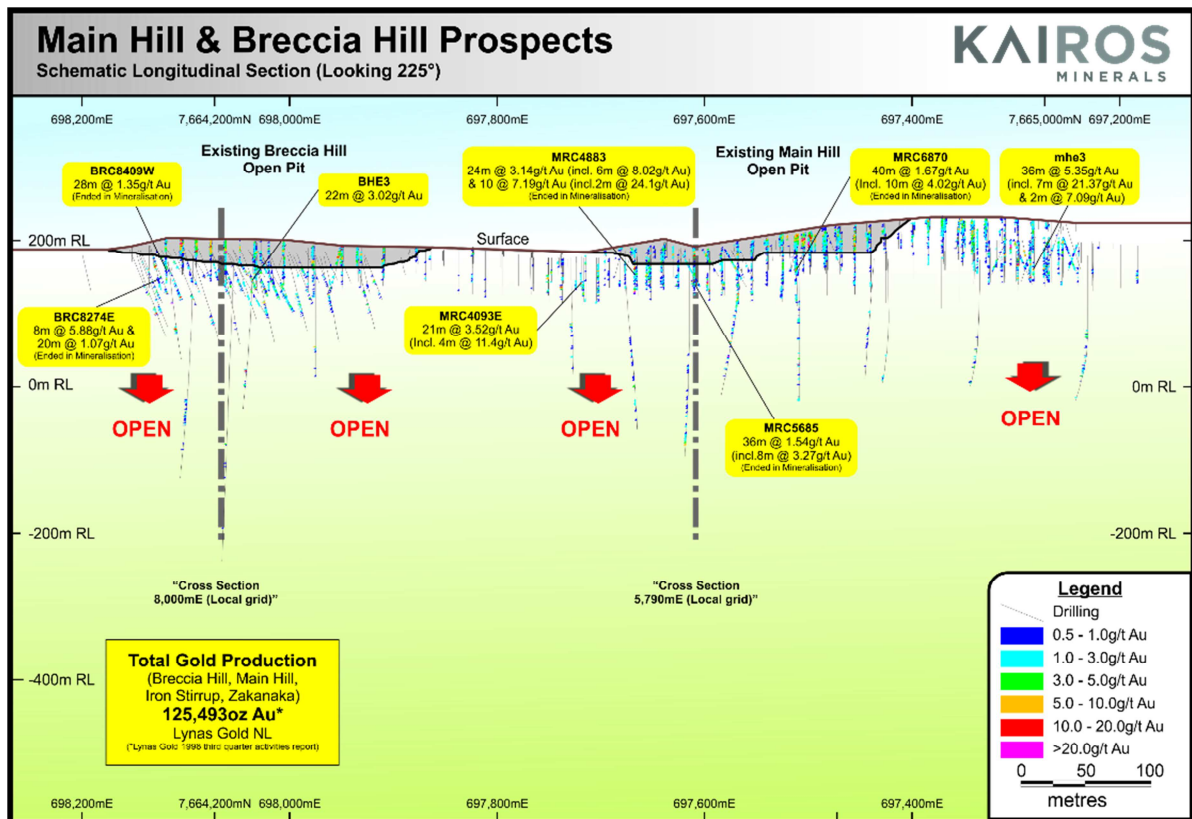 Main Hill & Breccia Hill Prospects
Schematic Longitudinal Section (Looking 225°)
KAIROS
MINERALS
698,200mE
7,664,200mN
698,000mE
697,800mE
697,600mE
697,400mE
7,665,000mN
697,200mE
Existing Breccia Hill
Open Pit
Existing Main Hill
Open Pit
BRC8409W
28m @ 1.35g/t Au
(Ended in Mineralisation)
BHE3
22m @ 3.02g/t Au
MRC4883
24m @ 3.14g/t Au (incl. 6m @ 8.02g/t Au)
& 10 @ 7.19g/t Au (incl.2m @ 24.1g/t Au)
(Ended in Mineralisation)
MRC6870
40m @ 1.67g/t Au
(Incl. 10m @ 4.02g/t Au)
(Ended in Mineralisation)
mhe3
36m @ 5.35g/t Au
(incl. 7m @ 21.37g/t Au
& 2m @ 7.09g/t Au)
200m RL
Surface
200m RL
BRC8274E
8m @ 5.88g/t Au &
20m @ 1.07g/t Au
(Ended in Mineralisation)
MRC4093E
21m @ 3.52g/t Au
(Incl. 4m @ 11.4g/t Au)
0m RL
0m RL
OPEN
OPEN
OPEN
OPEN
MRC5685
36m @ 1.54g/t Au
(incl.8m @ 3.27g/t Au)
(Ended in Mineralisation)
-200m RL
-200m RL
"Cross Section
8,000mE (Local grid)"
"Cross Section
5,790mE (Local grid)"
Total Gold Production
(Breccia Hill, Main Hill,
Iron Stirrup, Zakanaka)
125,493oz Au*
Lynas Gold NL
(*Lynas Gold 1998 third quarter activities report)
-400m RL
Legend
Drilling
0.5 - 1.0g/t Au
1.0 - 3.0g/t Au
3.0 - 5.0g/t Au
5.0 - 10.0g/t Au
10.0 - 20.0g/t Au
>20.0g/t Au
0 50 100
metres
698,200mE
7,664,200mN
698,000mE
697,800mE
697,600mE
697,400mE